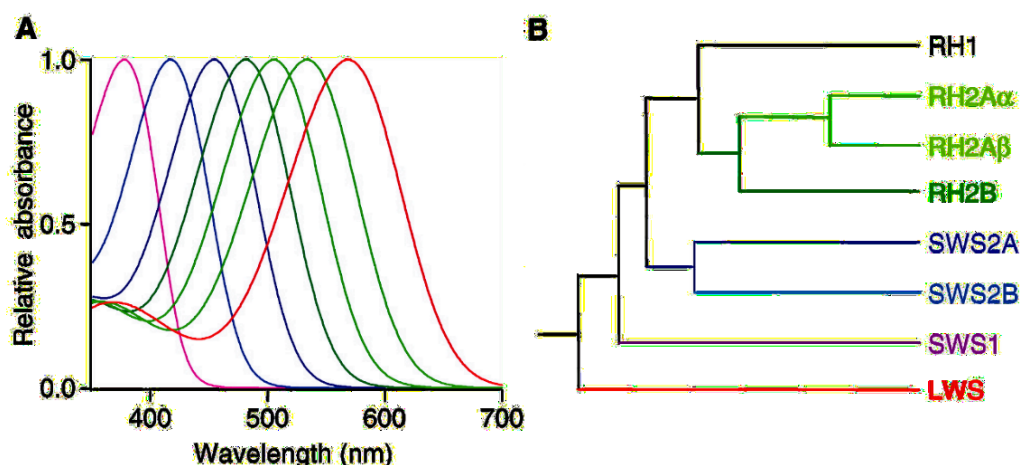 A
1.0
0.5
0.0
Relative absorbance
400
500
600
700
Wavelength (nm)
B
RH1
RH2Aα
RH2Aβ
RH2B
SWS2A
SWS2B
SWS1
LWS